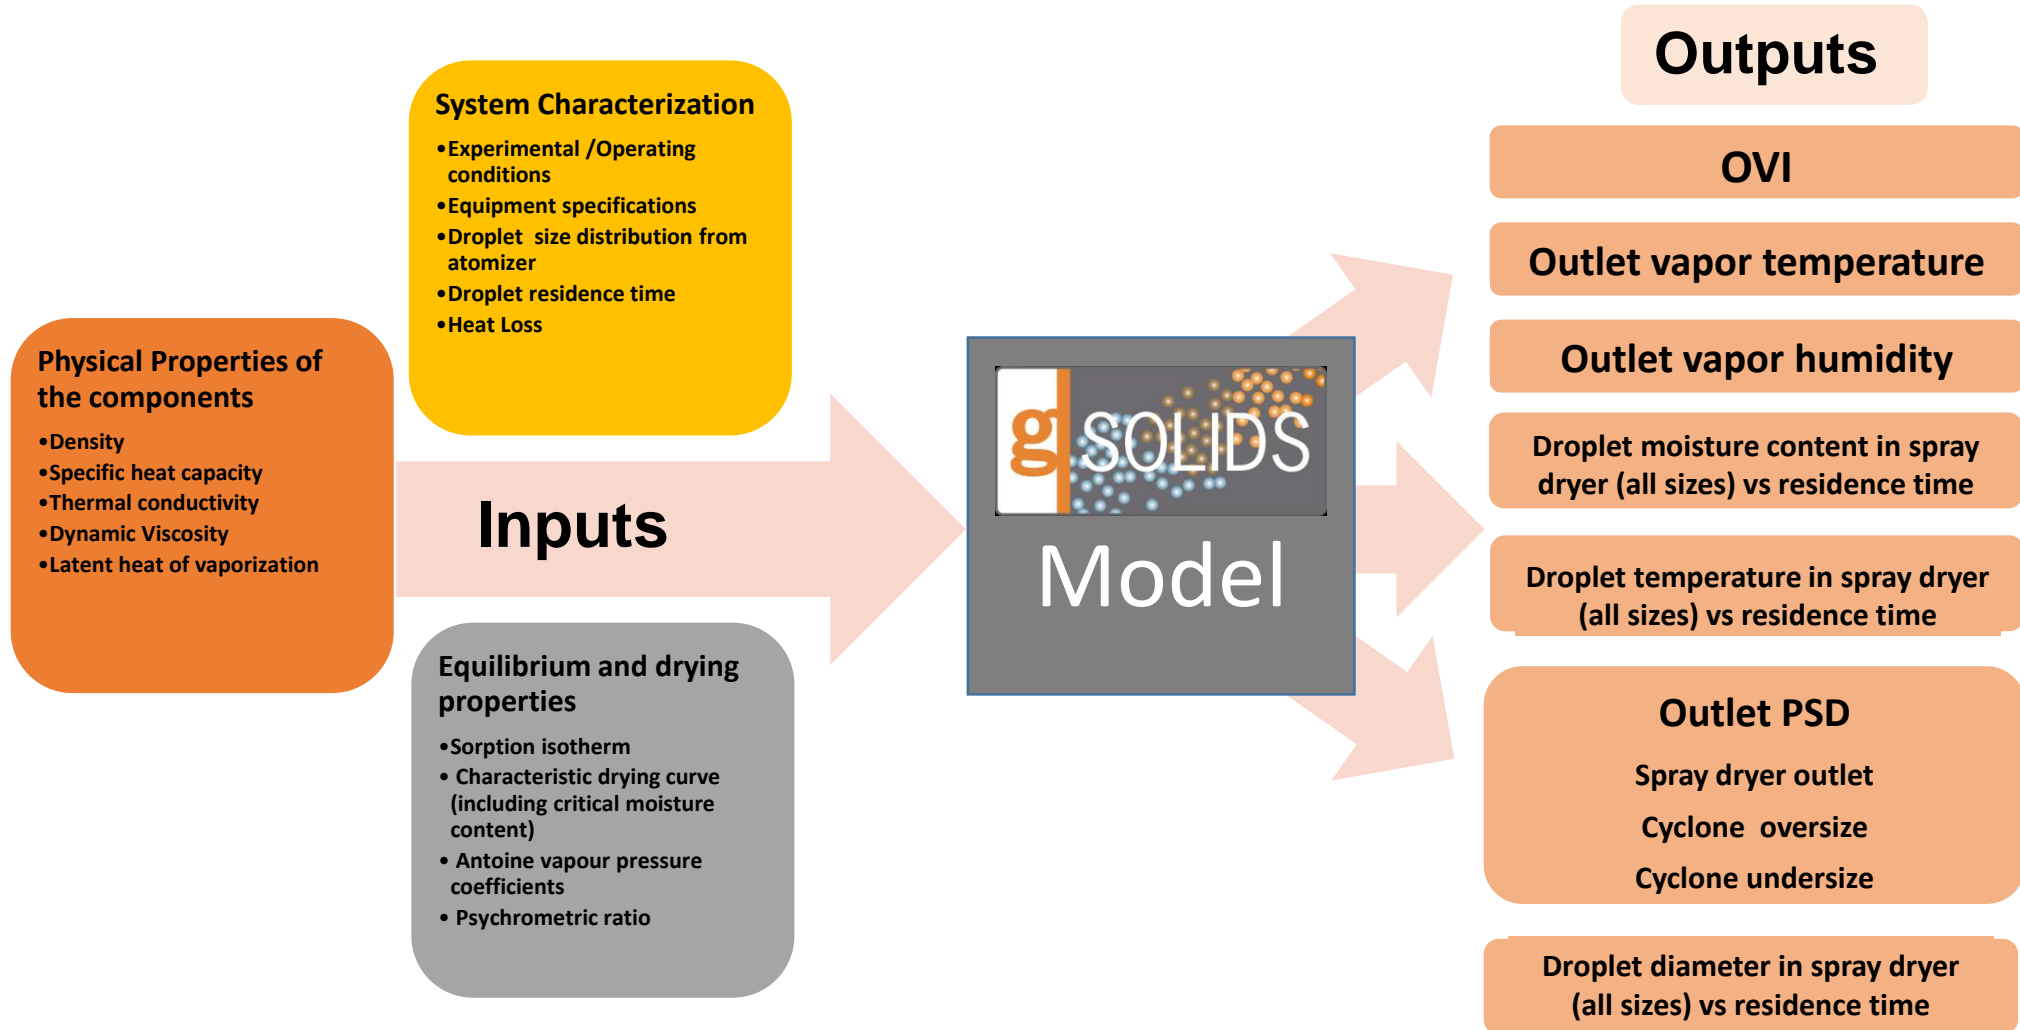 Physical Properties of
the components
•Density
•Specific heat capacity
•Thermal conductivity
•Dynamic Viscosity
•Latent heat of vaporization
System Characterization
•Experimental /Operating
conditions
•Equipment specifications
•Droplet  size distribution from
atomizer
•Droplet residence time
•Heat Loss
Inputs
Equilibrium and drying
properties
•Sorption isotherm
• Characteristic drying curve
(including critical moisture
content)
• Antoine vapour pressure
coefficients
• Psychrometric ratio
gSOLIDS
Model
Outputs
OVI
Outlet vapor temperature
Outlet vapor humidity
Droplet moisture content in spray
dryer (all sizes) vs residence time
Droplet temperature in spray dryer
(all sizes) vs residence time
Outlet PSD
Spray dryer outlet
Cyclone  oversize
Cyclone undersize
Droplet diameter in spray dryer
(all sizes) vs residence time